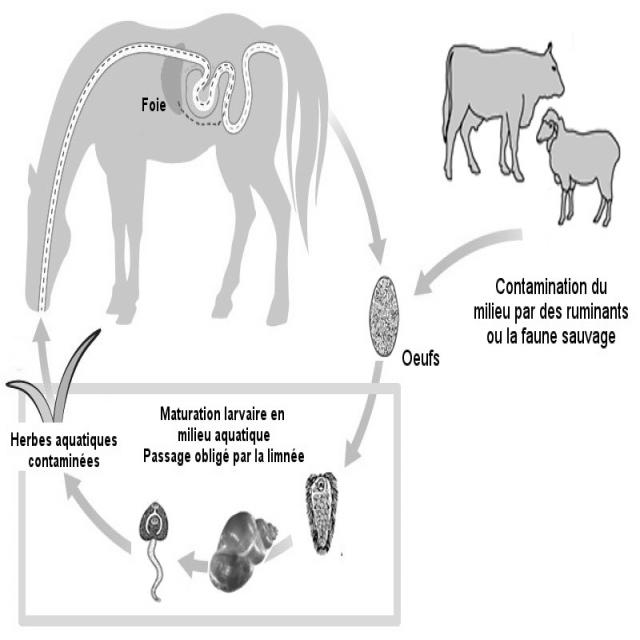 Foie
Contamination du
milieu par des ruminants
ou la faune sauvage
Oeufs
Maturation larvaire en
milieu aquatique
Passage obligé par la limnée
Herbes aquatiques
contaminées